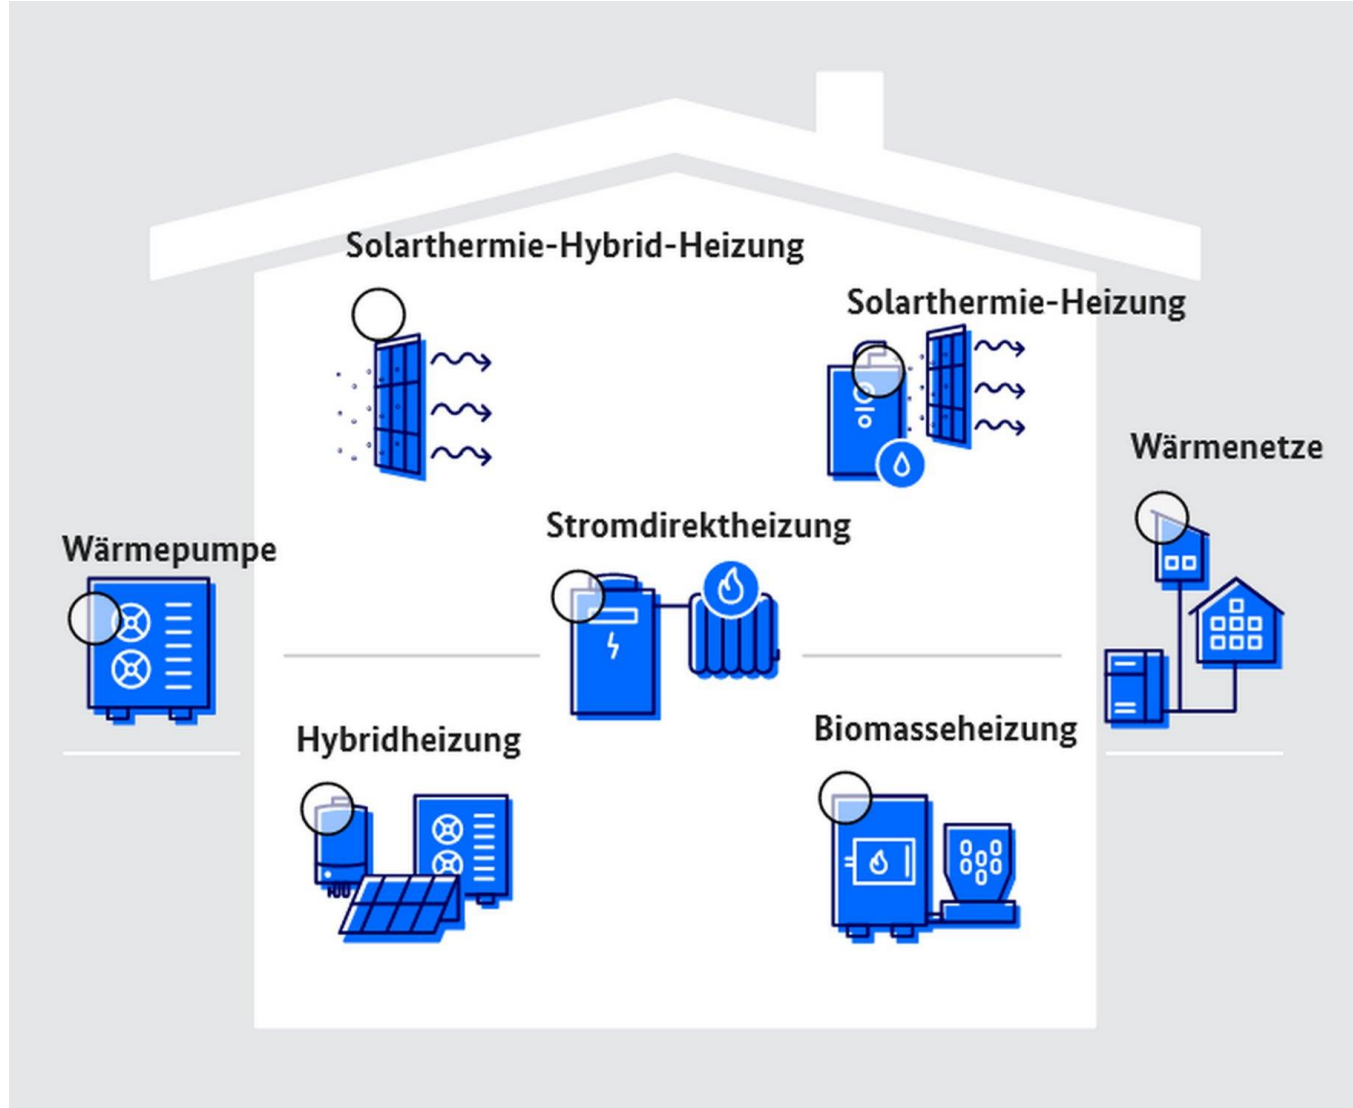 Solarthermie-Hybrid-Heizung
Solarthermie-Heizung
Wärmenetze
Stromdirektheizung
Wärmepumpe
Biomasseheizung
Hybridheizung